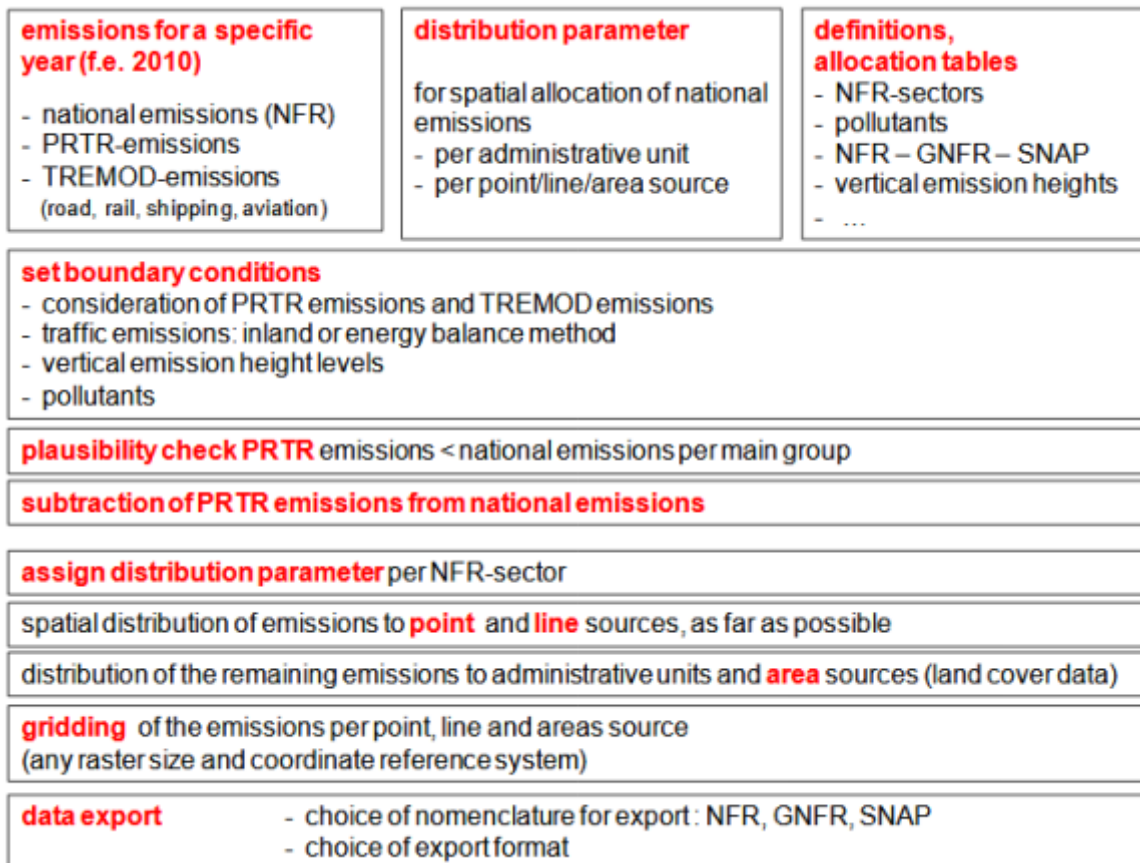 emissions for a specific
year (f.e. 2010)
- national emissions (NFR)
- PRTR-emissions
- TREMOD-emissions
(road, rail, shipping, aviation)
distribution parameter
for spatial allocation of national
emissions
- per administrative unit
- per point/line/area source
definitions,
allocation tables
- NFR-sectors
- pollutants
- NFR – GNFR – SNAP
- vertical emission heights
- ...
set boundary conditions
- consideration of PRTR emissions and TREMOD emissions
- traffic emissions: inland or energy balance method
- vertical emission height levels
- pollutants
plausibility check PRTR emissions < national emissions per main group
subtraction of PRTR emissions from national emissions
assign distribution parameter per NFR-sector
spatial distribution of emissions to point and line sources, as far as possible
distribution of the remaining emissions to administrative units and area sources (land cover data)
gridding of the emissions per point, line and areas source
(any raster size and coordinate reference system)
data export - choice of nomenclature for export : NFR, GNFR, SNAP
- choice of export format